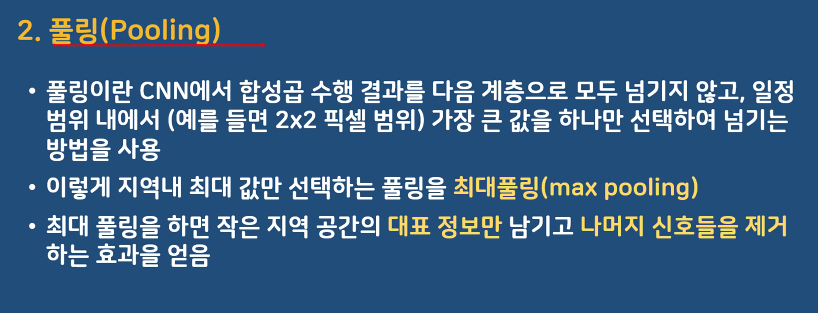 2. 풀링(Pooling)
• 풀링이란 CNN에서 합성곱 수행 결과를 다음 계층으로 모두 넘기지 않고, 일정
범위 내에서 (예를 들면 2x2 픽셀 범위) 가장 큰 값을 하나만 선택하여 넘기는
방법을 사용
• 이렇게 지역내 최대 값만 선택하는 풀링을 최대풀링(max pooling)
• 최대 풀링을 하면 작은 지역 공간의 대표 정보만 남기고 나머지 신호들을 제거
하는 효과을 얻음